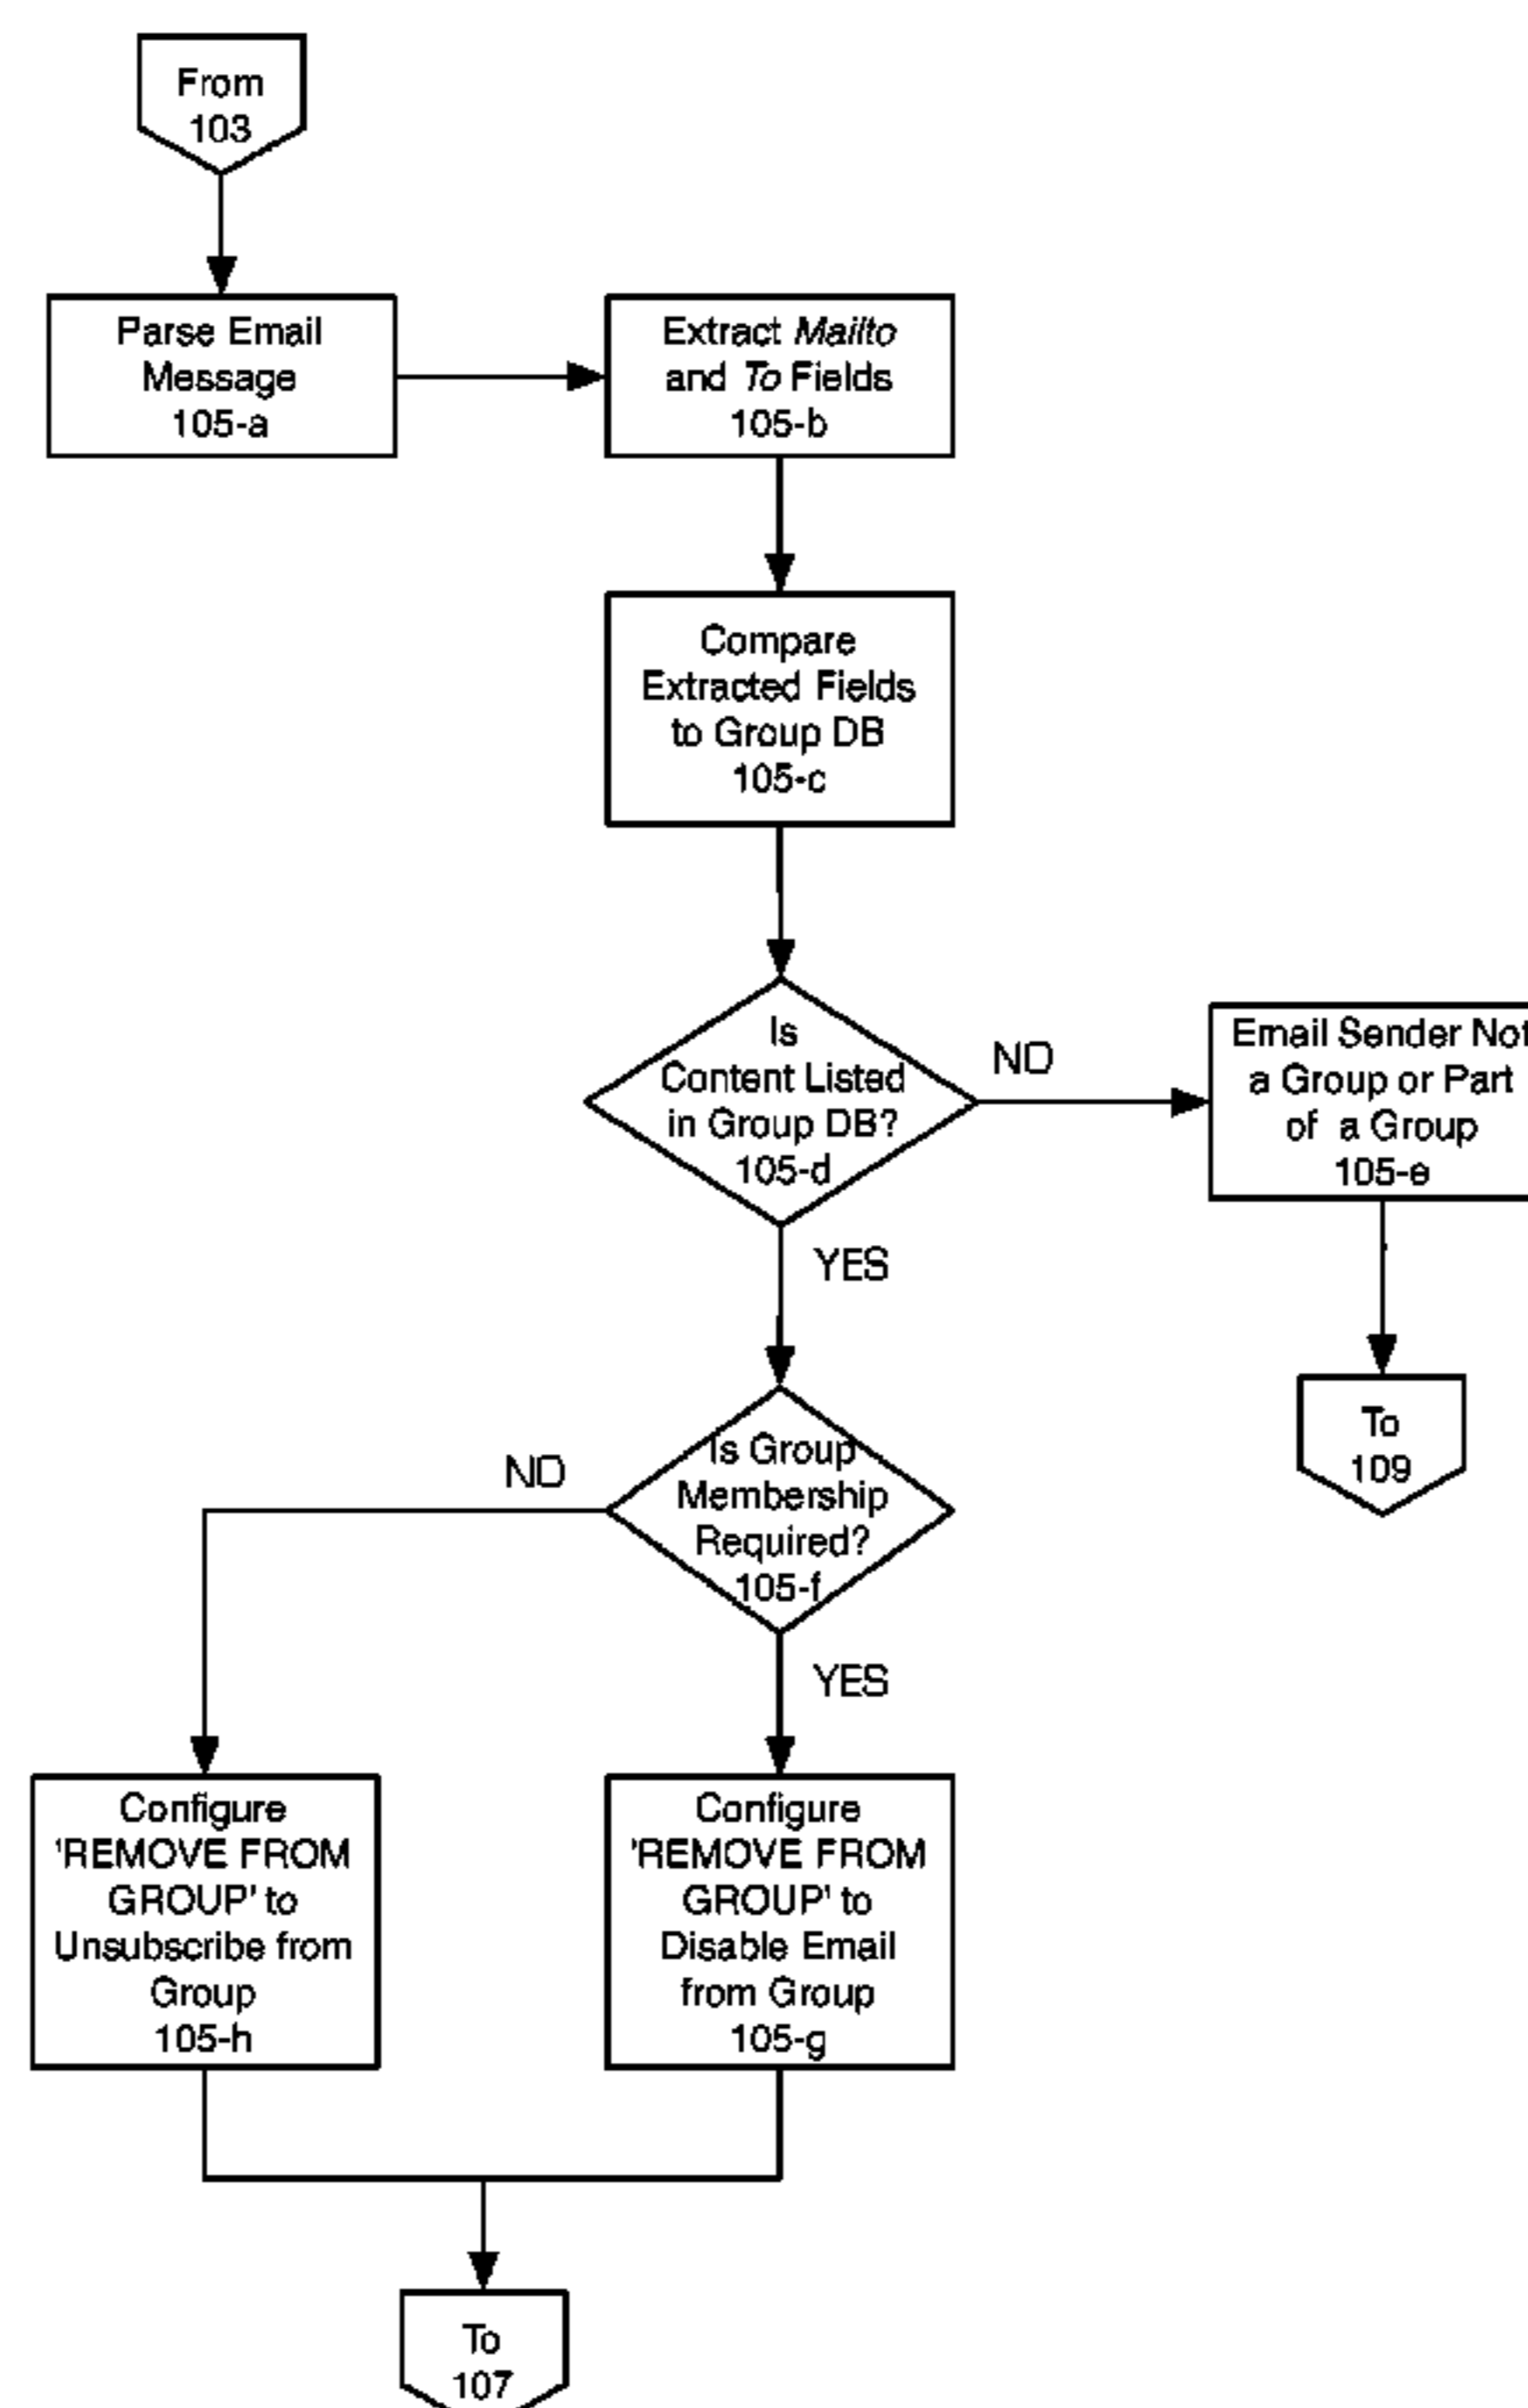 From
103
Parse Email
Message
105-a
Extract Mailto
and To Fields
105-b
Compare
Extracted Fields
to Group DB
105-c
Is
Content Listed
in Group DB?
105-d
NO
Email Sender Not
a Group or Part
of a Group
105-e
YES
To
109
Is Group
Membership
Required?
105-f
NO
YES
Configure
'REMOVE FROM
GROUP' to
Unsubscribe from
Group
105-h
Configure
'REMOVE FROM
GROUP' to
Disable Email
from Group
105-g
To
107